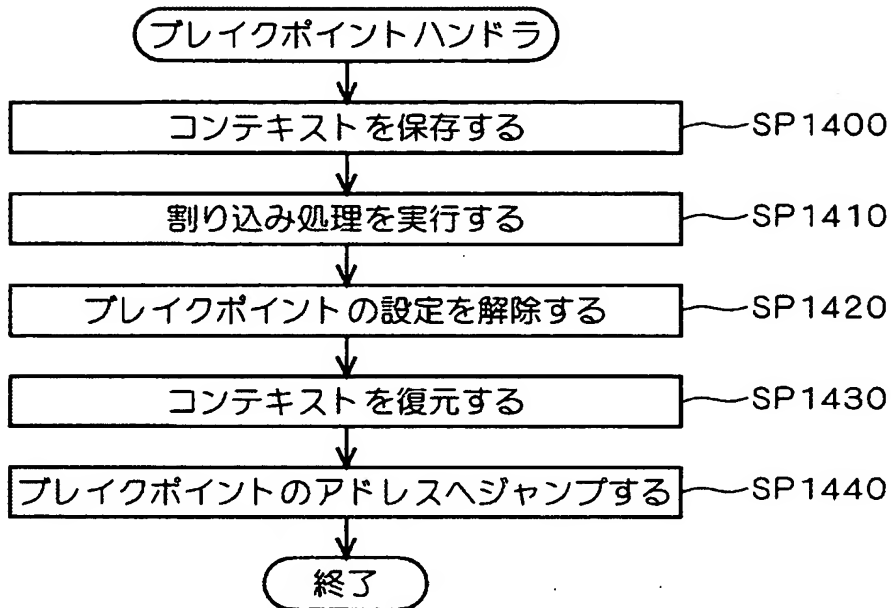 ブレイクポイントハンドラ
コンテキストを保存する SP1400
割り込み処理を実行する SP1410
ブレイクポイントの設定を解除する SP1420
コンテキストを復元する SP1430
ブレイクポイントのアドレスへジャンプする SP1440
終了